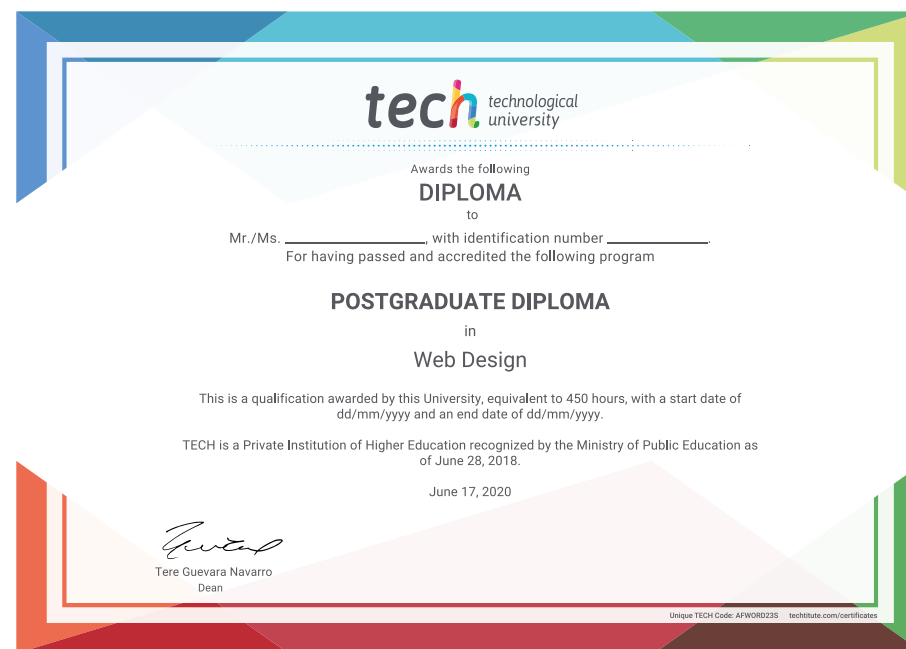 tech technological
university
Awards the following
DIPLOMA
to
Mr./Ms. ____________________, with identification number _______________.
For having passed and accredited the following program
POSTGRADUATE DIPLOMA
in
Web Design
This is a qualification awarded by this University, equivalent to 450 hours, with a start date of
dd/mm/yyyy and an end date of dd/mm/yyyy.
TECH is a Private Institution of Higher Education recognized by the Ministry of Public Education as
of June 28, 2018.
June 17, 2020
Tere Guevara Navarro
Dean
Unique TECH Code: AFWORD23S techtitute.com/certificates